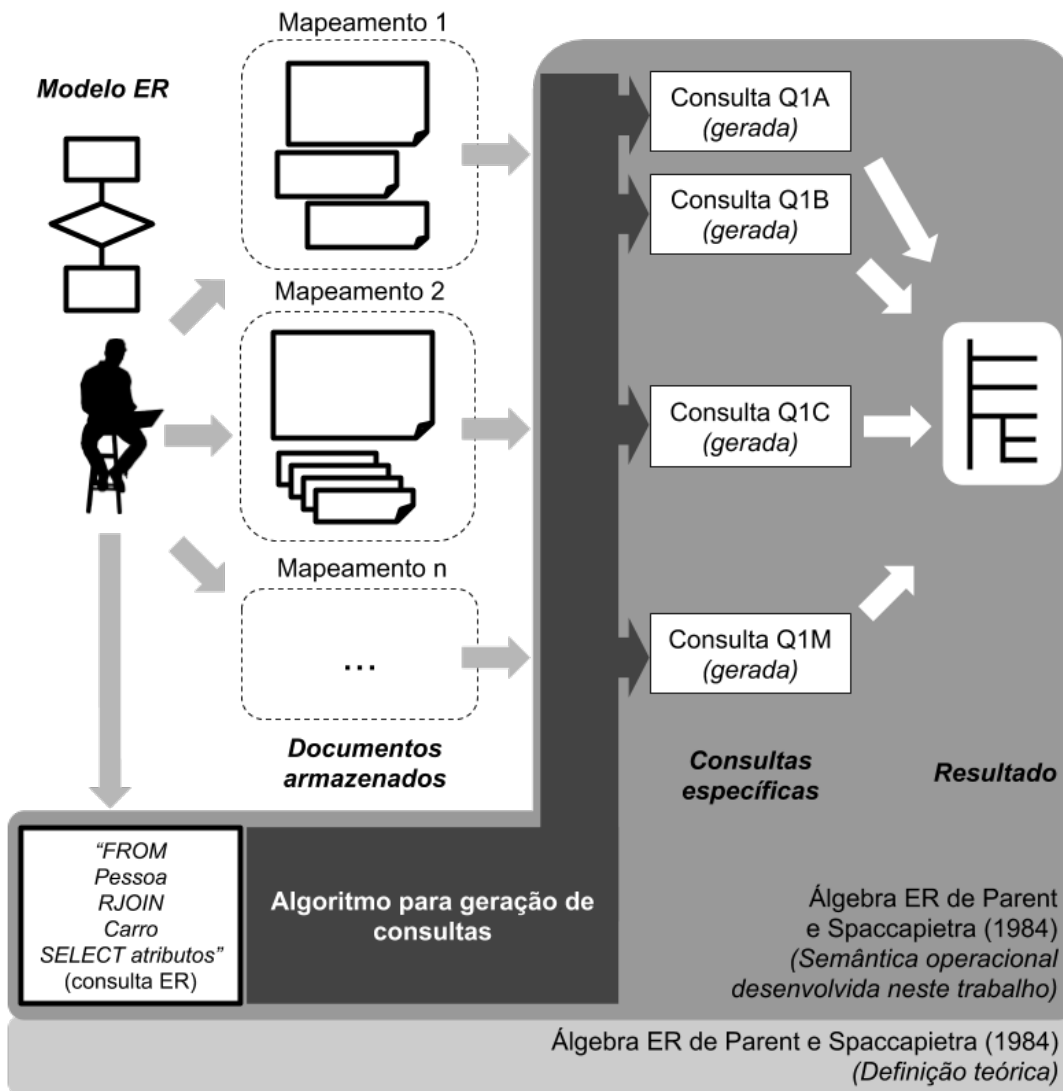 Modelo ER
Mapeamento 1
Mapeamento 2
Mapeamento n
...
Documentos
armazenados
Consulta Q1A
(gerada)
Consulta Q1B
(gerada)
Consulta Q1C
(gerada)
Consulta Q1M
(gerada)
Consultas
específicas
Resultado
“FROM
Pessoa
RJOIN
Carro
SELECT atributos”
(consulta ER)
Algoritmo para geração de
consultas
Álgebra ER de Parent
e Spaccapietra (1984)
(Semântica operacional
desenvolvida neste trabalho)
Álgebra ER de Parent e Spaccapietra (1984)
(Definição teórica)